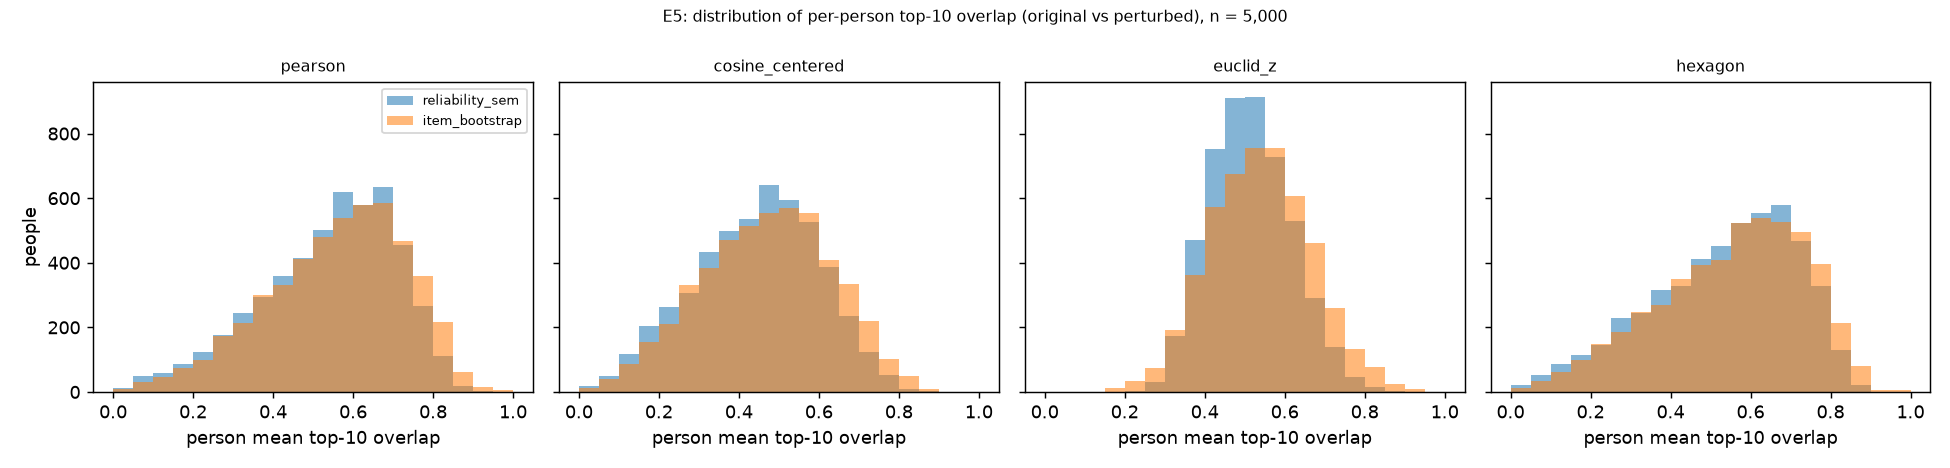 E5: distribution of per-person top-10 overlap (original vs perturbed), n = 5,000
pearson
cosine_centered
euclid_z
hexagon
reliability_sem
item_bootstrap
people
800
600
400
200
0
0.0 0.2 0.4 0.6 0.8 1.0
0.0 0.2 0.4 0.6 0.8 1.0
0.0 0.2 0.4 0.6 0.8 1.0
0.0 0.2 0.4 0.6 0.8 1.0
person mean top-10 overlap
person mean top-10 overlap
person mean top-10 overlap
person mean top-10 overlap